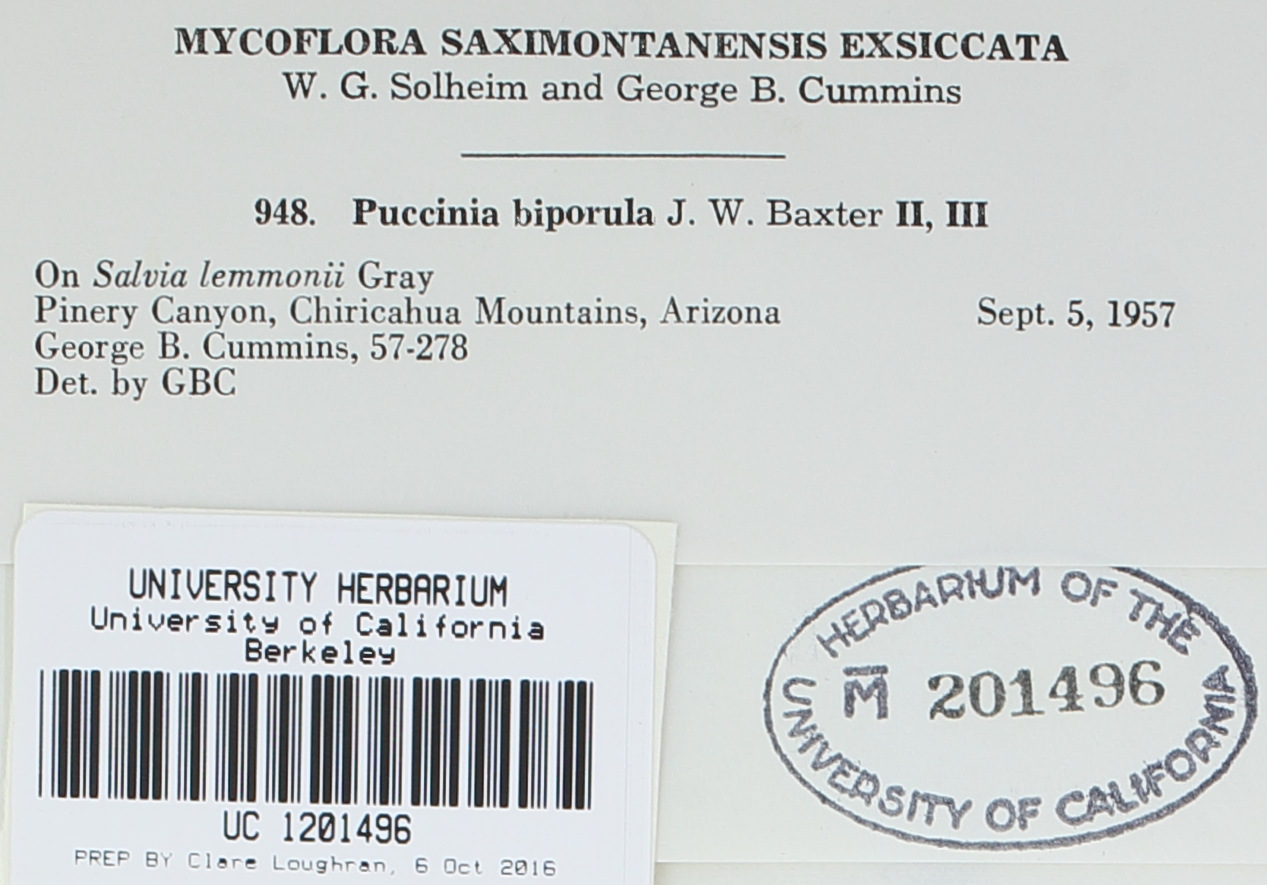 MYCOFLORA SAXIMONTANENSIS EXSICCATA
W. G. Solheim and George B. Cummins
948. Puccinia biporula J. W. Baxter II, III
On Salvia lemmonii Gray
Pinery Canyon, Chiricahua Mountains, Arizona Sept. 5, 1957
George B. Cummins, 57-278
Det. by GBC
UNIVERSITY HERBARIUM
University of California
Berkeley
UC 1201496
PREP BY Clare Loughran, 6 Oct 2016
HERBARIUM OF THE
M̅ 201496
UNIVERSITY OF CALIFORNIA